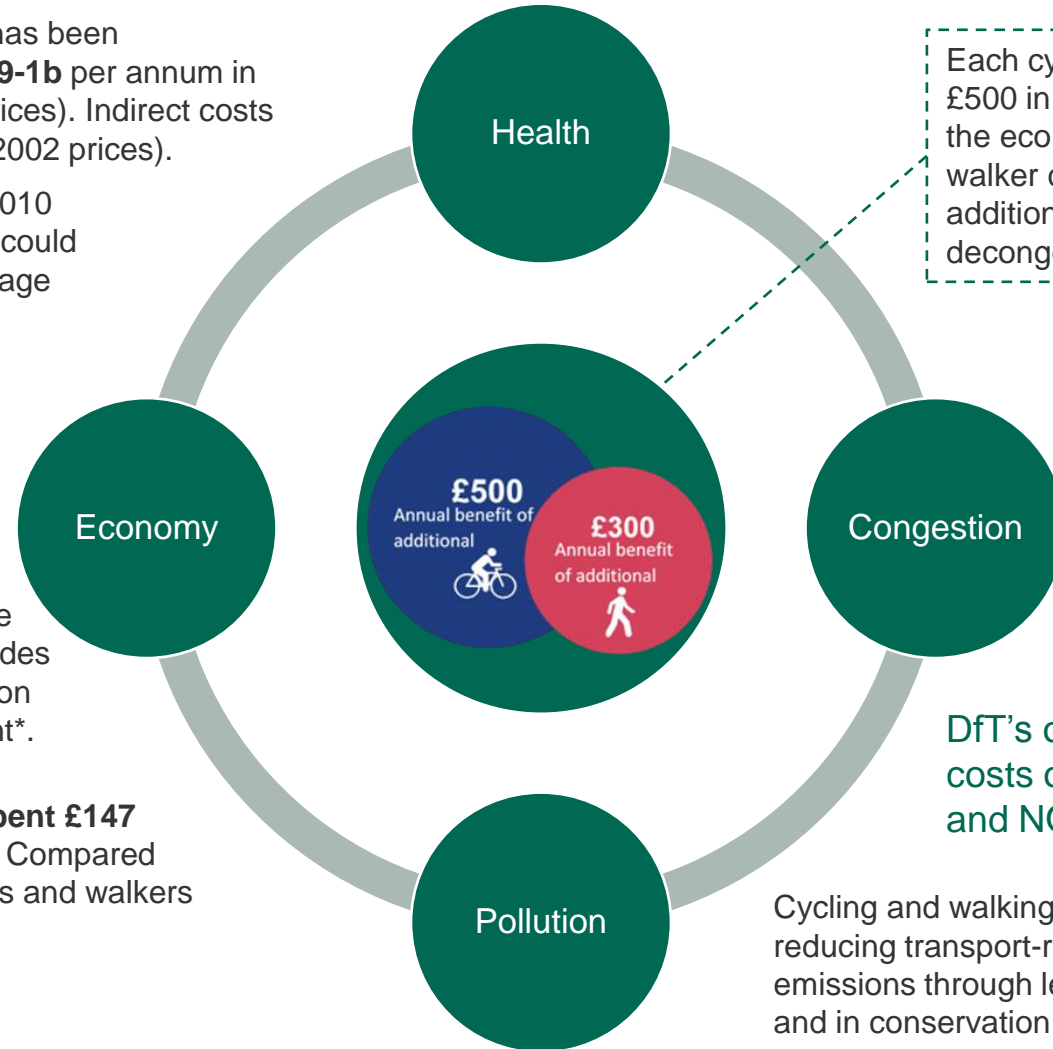 has been
9-1b per annum in
ices). Indirect costs
2002 prices).
010
could
age
Health
Each cy
£500 in
the eco
walker o
addition
deconge
Economy
£500
Annual benefit of
additional
£300
Annual benefit
of additional
Congestion
e
des
on
nt*.
pent £147
Compared
s and walkers
Pollution
DfT's c
costs o
and NO
Cycling and walking
reducing transport-r
emissions through le
and in conservation